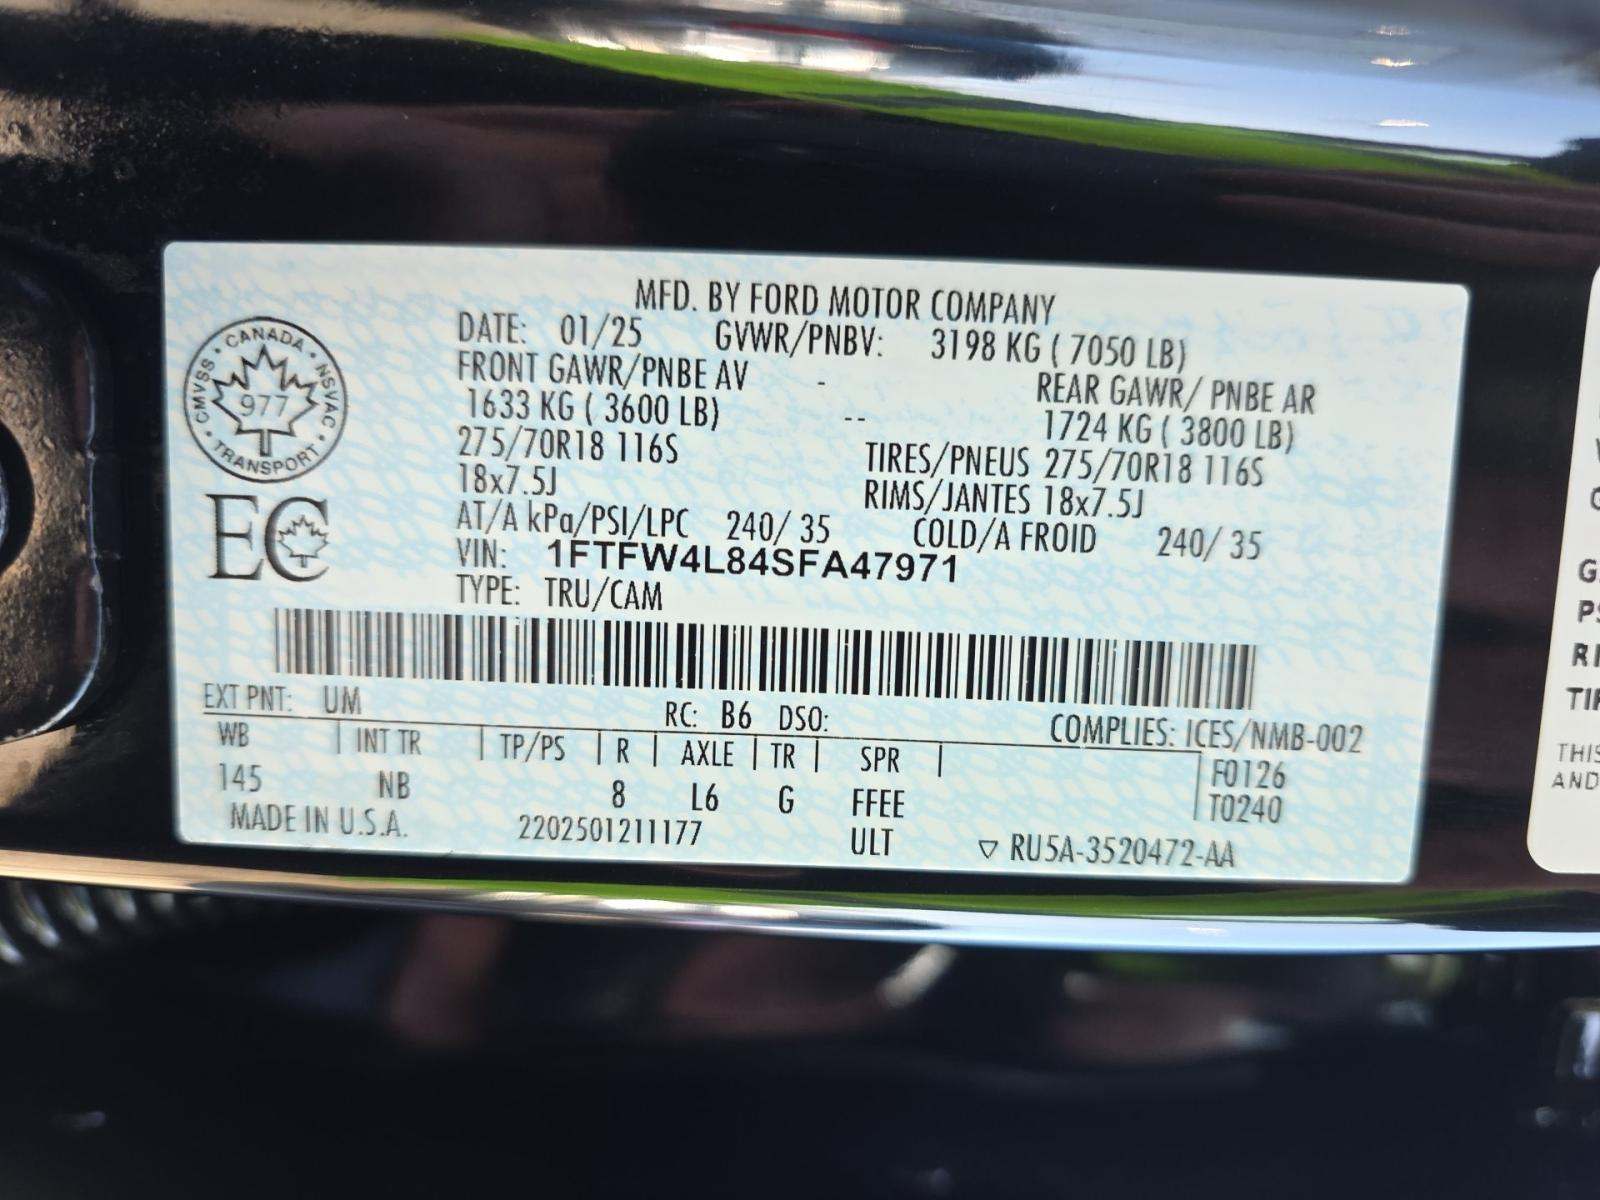 MFD. BY FORD MOTOR COMPANY
DATE: 01/25 GVWR/PNBV: 3198 KG ( 7050 LB)
FRONT GAWR/PNBE AV - REAR GAWR/ PNBE AR
1633 KG ( 3600 LB) -- 1724 KG ( 3800 LB)
275/70R18 116S TIRES/PNEUS 275/70R18 116S
18x7.5J RIMS/JANTES 18x7.5J
AT/A kPa/PSI/LPC 240/ 35 COLD/A FROID 240/ 35
VIN: 1FTFW4L84SFA47971
TYPE: TRU/CAM
CANADA · NSVAC · TRANSPORT · CMVSS ·
977
EC
EXT PNT: UM RC: B6 DSO: COMPLIES: ICES/NMB-002
WB | INT TR | TP/PS | R | AXLE | TR | SPR | F0126
145 NB 8 L6 G FFEE T0240
MADE IN U.S.A. 2202501211177 ULT ▽ RU5A-3520472-AA
G
PS
RI
TI
THIS
AND